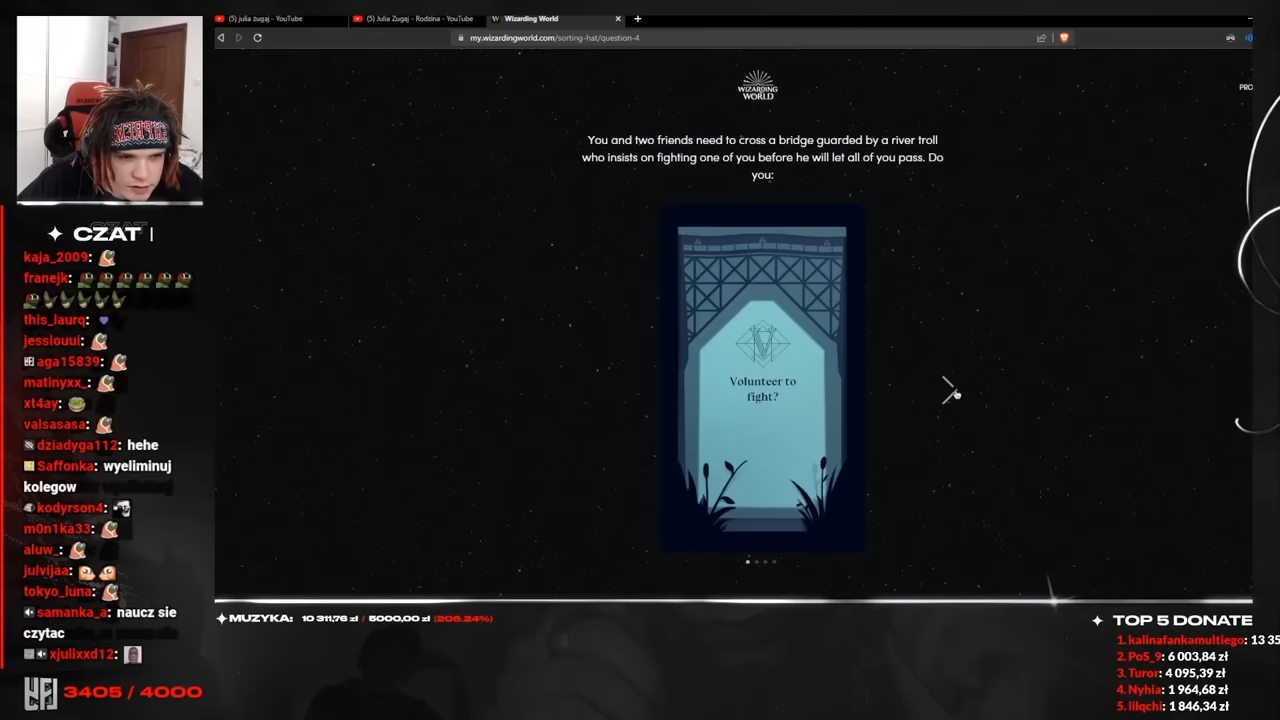 (5) julia żugaj - YouTube
(5) Julia Żugaj - Rodzina - YouTube
Wizarding World
my.wizardingworld.com/sorting-hat/question-4
WIZARDING
WORLD
PRO
You and two friends need to cross a bridge guarded by a river troll
who insists on fighting one of you before he will let all of you pass. Do
you:
Volunteer to
fight?
CZAT
kaja_2009:
franejk:
this_laurq:
jessiouui:
aga15839:
matinyxx_:
xt4ay:
valsasasa:
dziadyga112: hehe
Saffonka: wyeliminuj
kolegow
kodyrson4:
m0n1ka33:
aluw_:
julvijaa:
tokyo_luna:
samanka_a: naucz sie
czytac
xjulixxd12:
3405 / 4000
MUZYKA: 10 311,76 zł / 5000,00 zł (206.24%)
TOP 5 DONATE
1. kalinafankamultiego: 13 35
2. PoS_9: 6 003,84 zł
3. Turor: 4 095,39 zł
4. Nyhia: 1 964,68 zł
5. lilqchi: 1 846,34 zł